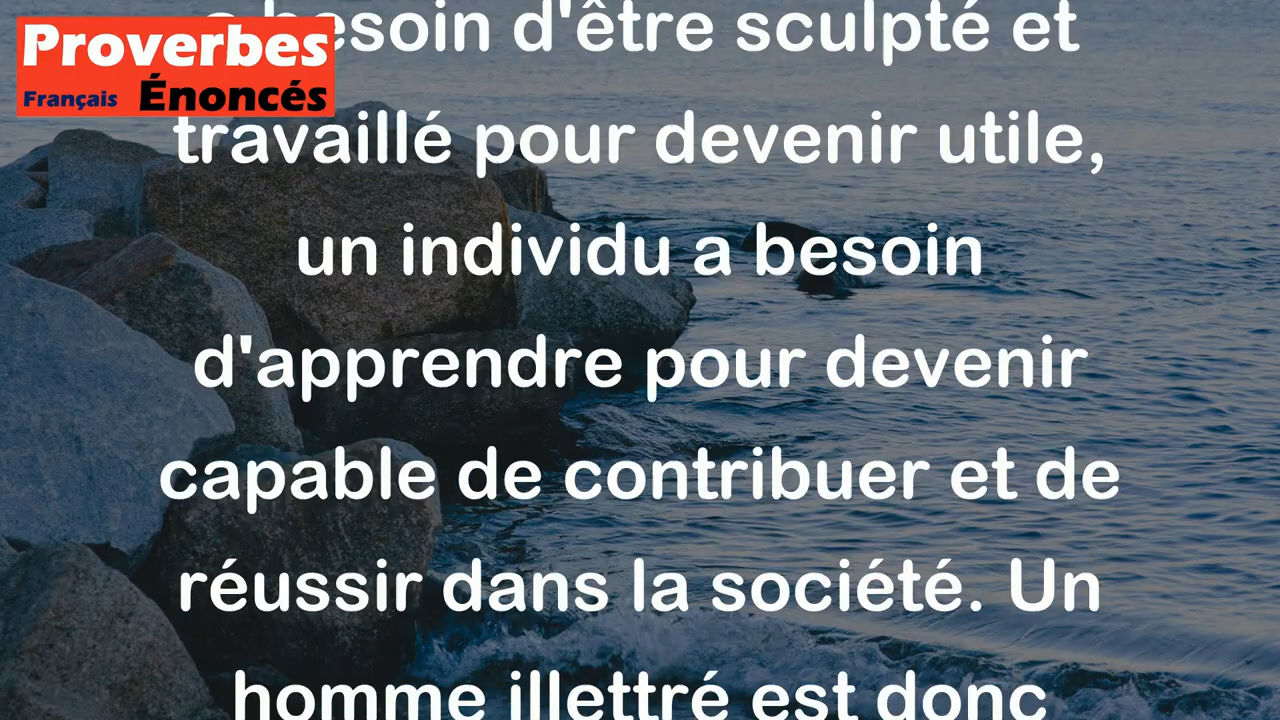 Proverbes
Français Énoncés
besoin d'être sculpté et
travaillé pour devenir utile,
un individu a besoin
d'apprendre pour devenir
capable de contribuer et de
réussir dans la société. Un
homme illettré est donc